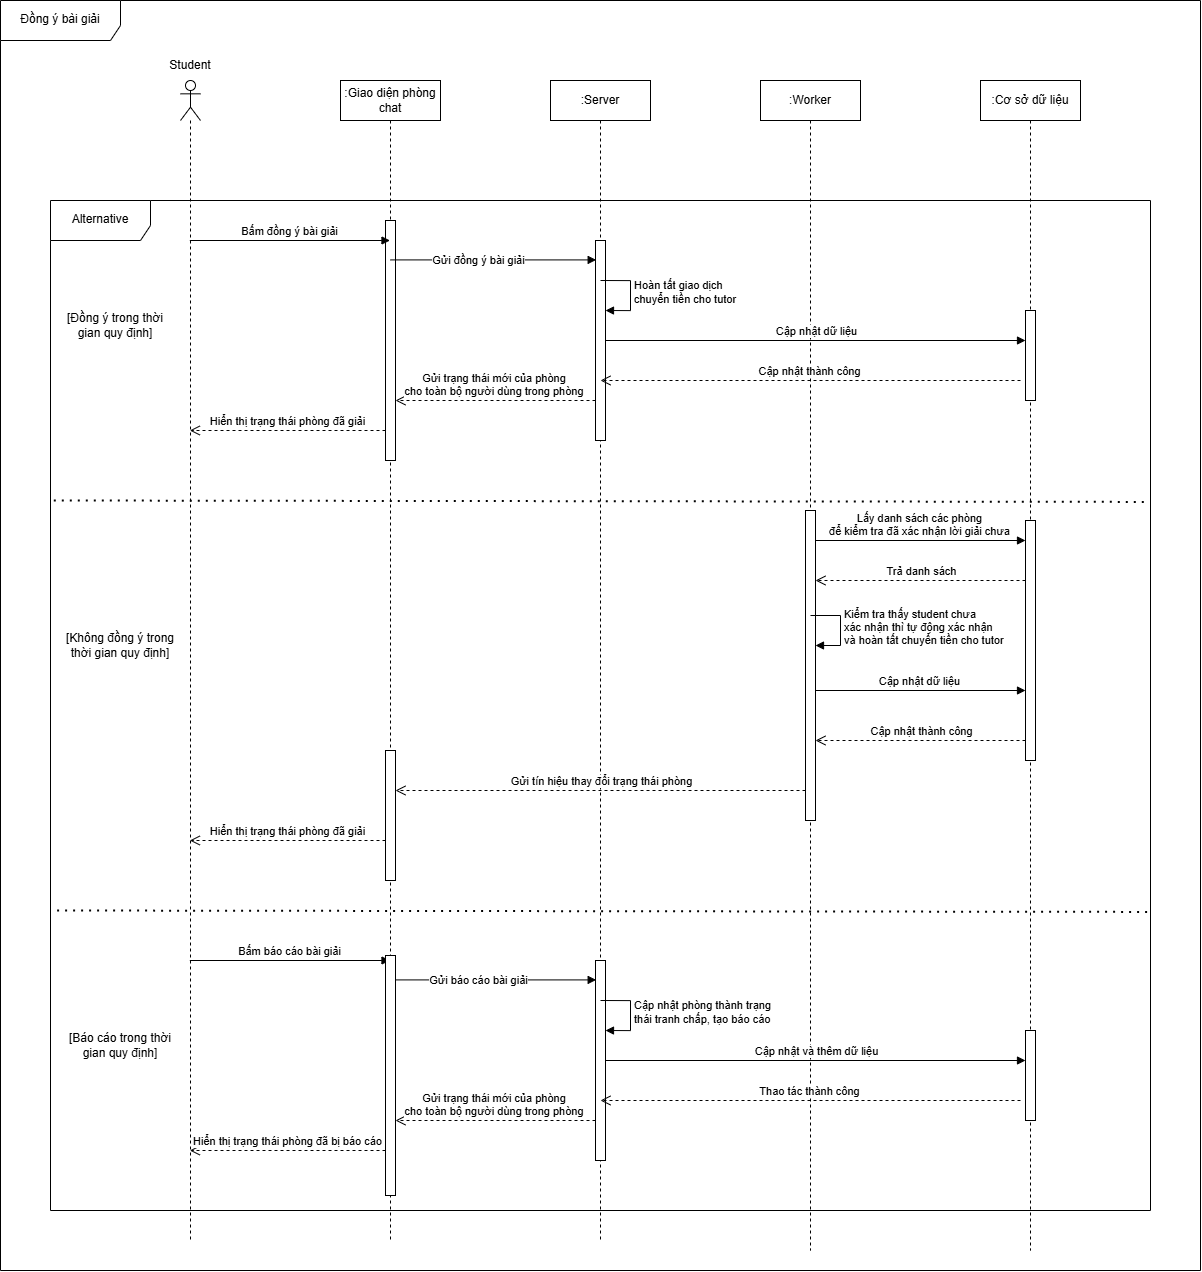 Đồng ý bài giải
Student
:Giao diện phòng
chat
:Server
:Worker
:Cơ sở dữ liệu
Alternative
Bấm đồng ý bài giải
Gửi đồng ý bài giải
Hoàn tất giao dịch
chuyển tiền cho tutor
[Đồng ý trong thời
gian quy định]
Cập nhật dữ liệu
Cập nhật thành công
Gửi trạng thái mới của phòng
cho toàn bộ người dùng trong phòng
Hiển thị trạng thái phòng đã giải
Lấy danh sách các phòng
để kiểm tra đã xác nhận lời giải chưa
Trả danh sách
Kiểm tra thấy student chưa
xác nhận thì tự động xác nhận
và hoàn tất chuyển tiền cho tutor
[Không đồng ý trong
thời gian quy định]
Cập nhật dữ liệu
Cập nhật thành công
Gửi tín hiệu thay đổi trạng thái phòng
Hiển thị trạng thái phòng đã giải
Bấm báo cáo bài giải
Gửi báo cáo bài giải
Cập nhật phòng thành trạng
thái tranh chấp, tạo báo cáo
[Báo cáo trong thời
gian quy định]
Cập nhật và thêm dữ liệu
Thao tác thành công
Gửi trạng thái mới của phòng
cho toàn bộ người dùng trong phòng
Hiển thị trạng thái phòng đã bị báo cáo